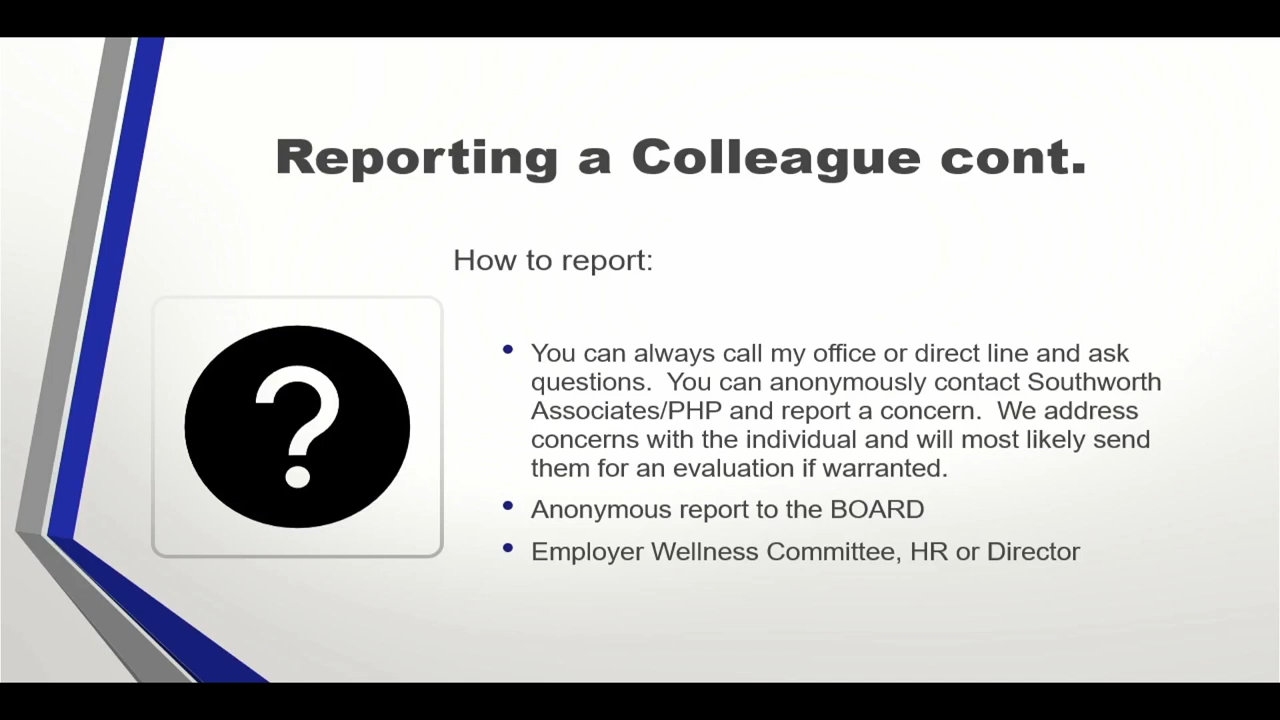 Reporting a Colleague cont.
How to report:
• You can always call my office or direct line and ask
questions.  You can anonymously contact Southworth
Associates/PHP and report a concern.  We address
concerns with the individual and will most likely send
them for an evaluation if warranted.
• Anonymous report to the BOARD
• Employer Wellness Committee, HR or Director
?